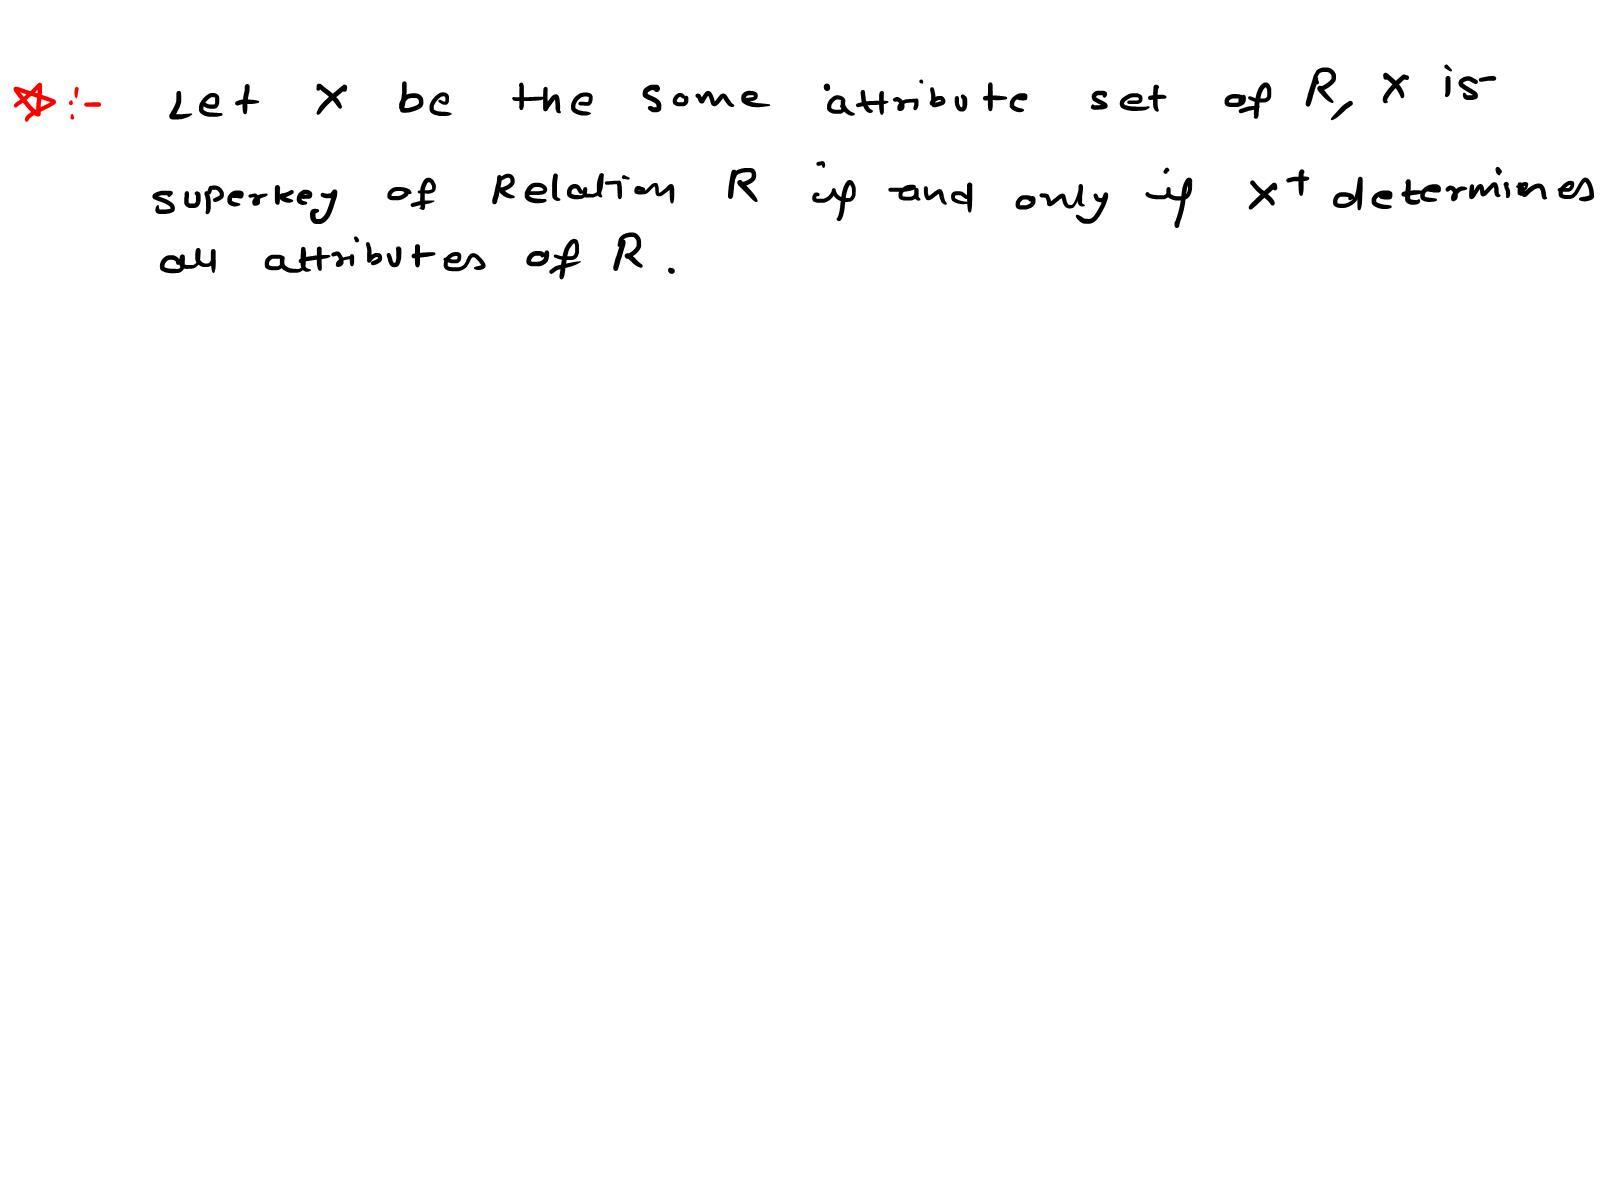 ☆:- Let X be the some attribute set of R, X is
superkey of Relation R if and only if X⁺ determines
all attributes of R.